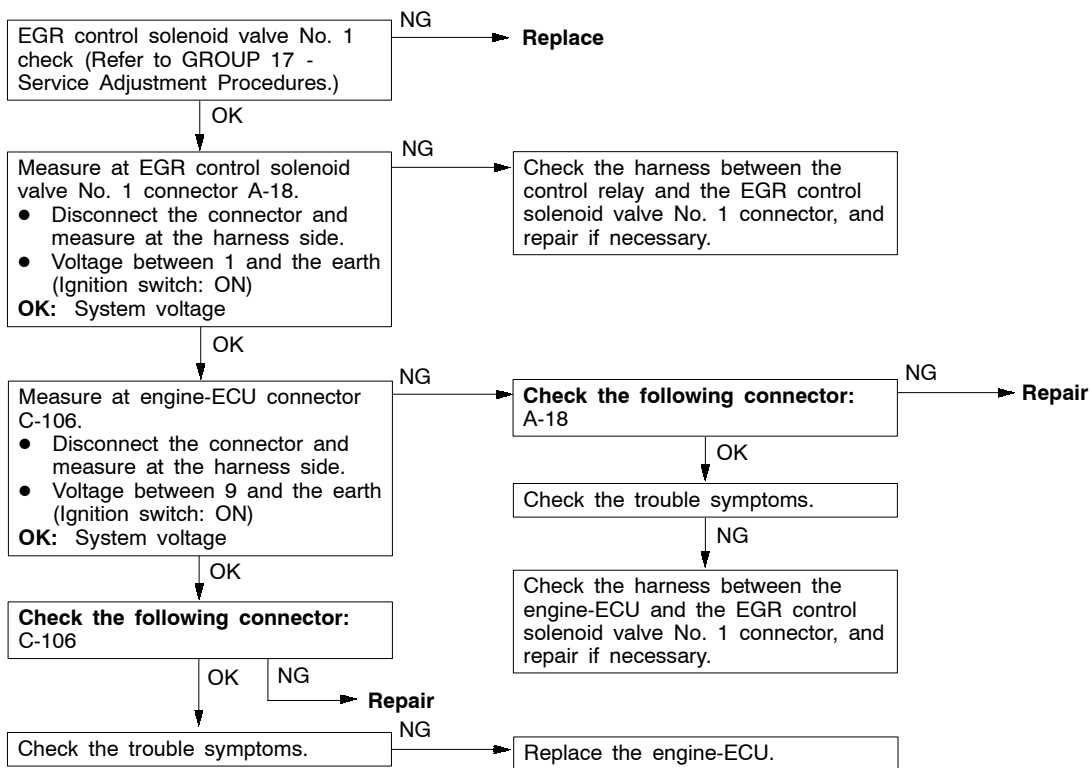 EGR control solenoid valve No. 1
check (Refer to GROUP 17 -
Service Adjustment Procedures.)
NG
Replace
OK
Measure at EGR control solenoid
valve No. 1 connector A-18.
● Disconnect the connector and
measure at the harness side.
● Voltage between 1 and the earth
(Ignition switch: ON)
OK: System voltage
NG
Check the harness between the
control relay and the EGR control
solenoid valve No. 1 connector, and
repair if necessary.
OK
Measure at engine-ECU connector
C-106.
● Disconnect the connector and
measure at the harness side.
● Voltage between 9 and the earth
(Ignition switch: ON)
OK: System voltage
NG
Check the following connector:
A-18
NG
Repair
OK
Check the trouble symptoms.
NG
Check the harness between the
engine-ECU and the EGR control
solenoid valve No. 1 connector, and
repair if necessary.
OK
Check the following connector:
C-106
OK
NG
Repair
Check the trouble symptoms.
NG
Replace the engine-ECU.